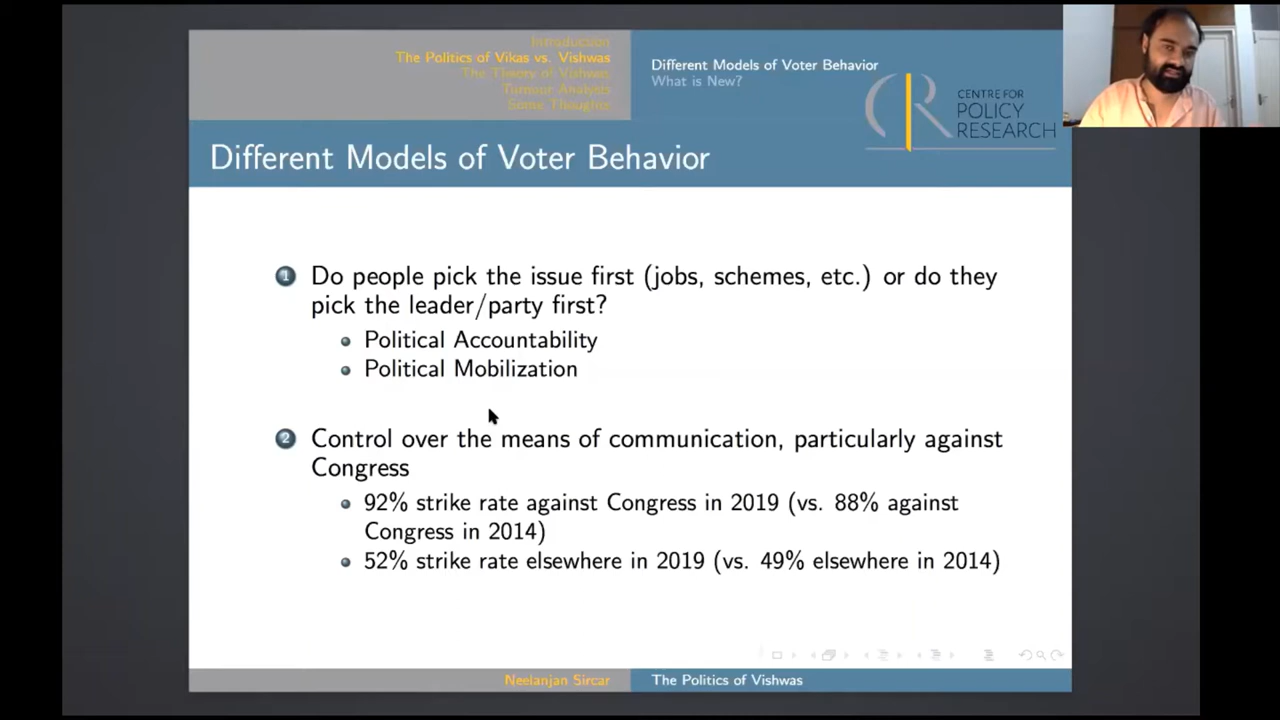 Introduction
The Politics of Vikas vs. Vishwas
The Theory of Vishwas
Rumour Analysis
Some Thoughts
Different Models of Voter Behavior
What is New?
CENTRE FOR
POLICY
RESEARCH
Different Models of Voter Behavior
1 Do people pick the issue first (jobs, schemes, etc.) or do they
pick the leader/party first?
Political Accountability
Political Mobilization
2 Control over the means of communication, particularly against
Congress
92% strike rate against Congress in 2019 (vs. 88% against
Congress in 2014)
52% strike rate elsewhere in 2019 (vs. 49% elsewhere in 2014)
Neelanjan Sircar
The Politics of Vishwas